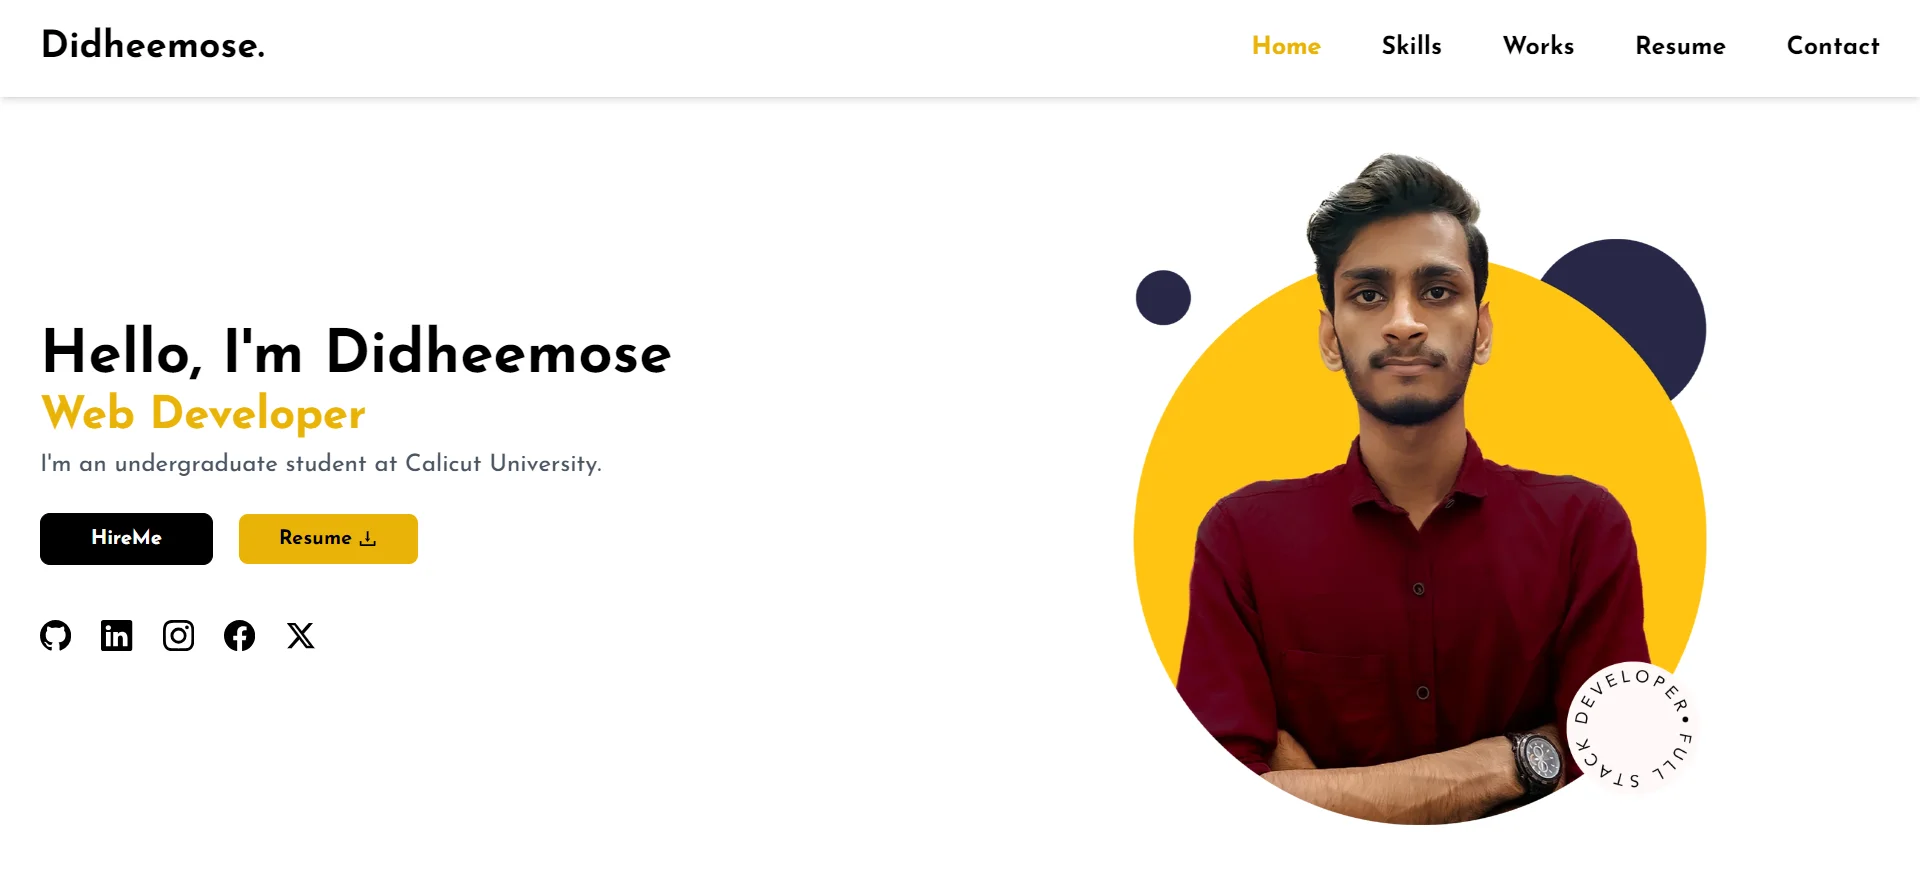 Didheemose.
Home Skills Works Resume Contact
Hello, I'm Didheemose
Web Developer
I'm an undergraduate student at Calicut University.
HireMe Resume
FULL STACK DEVELOPER •